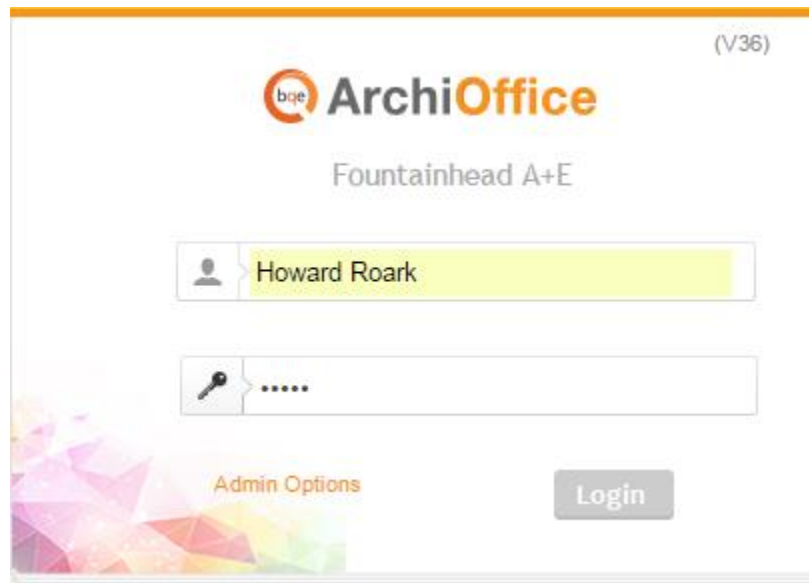 (V36)
bqe ArchiOffice
Fountainhead A+E
Howard Roark
•••••
Admin Options
Login